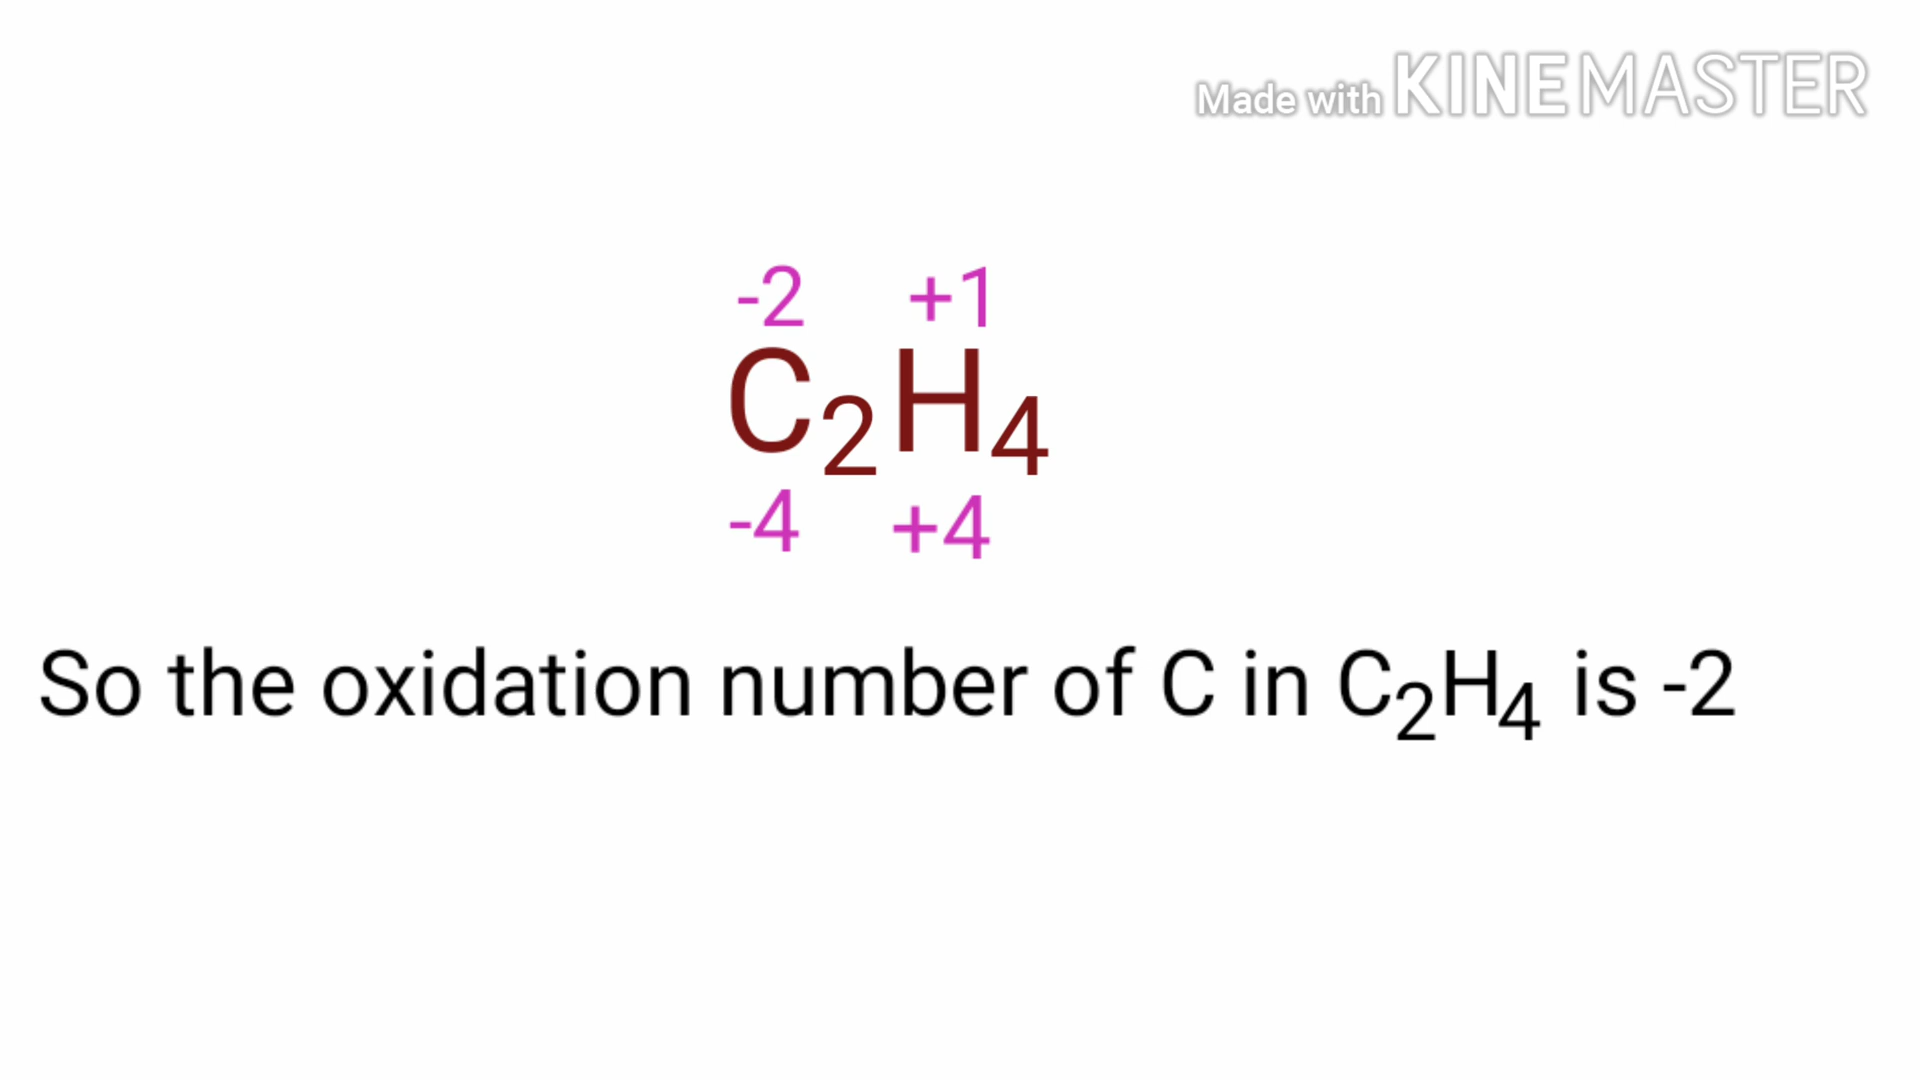 Made with KINEMASTER
-2 +1
C₂H₄
-4 +4
So the oxidation number of C in C₂H₄ is -2